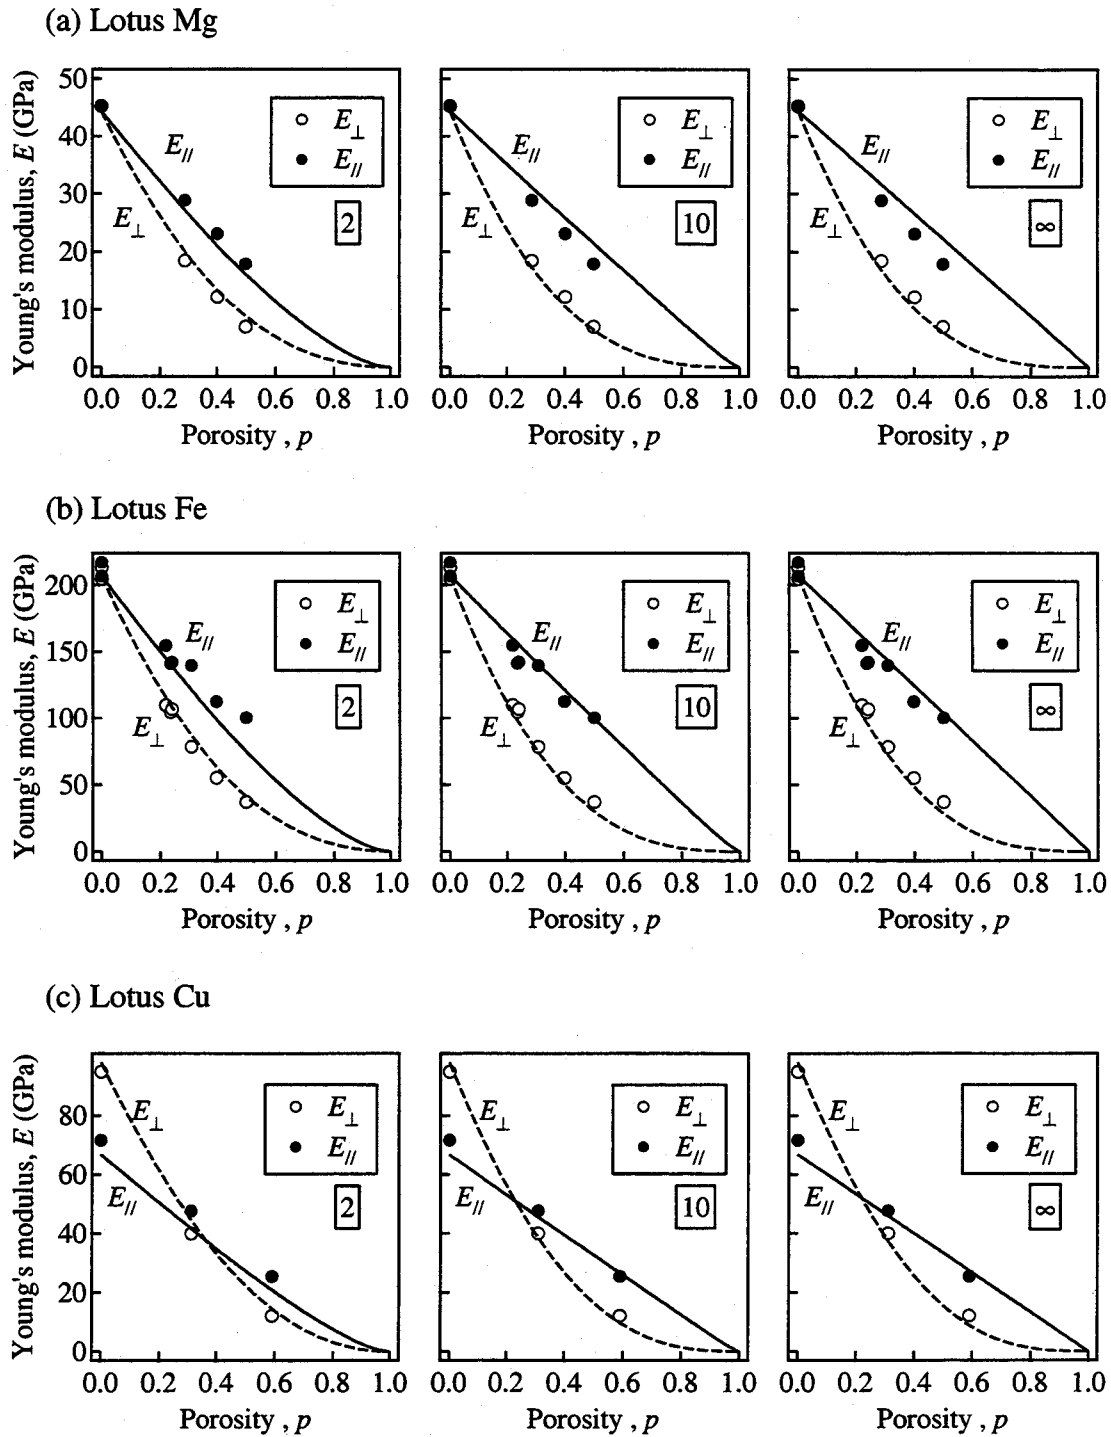 (a) Lotus Mg
Young's modulus, E (GPa)
50
40
30
20
10
0
E//
E⊥
E⊥
E//
2
0.0 0.2 0.4 0.6 0.8 1.0
Porosity , p
E//
E⊥
E⊥
E//
10
0.0 0.2 0.4 0.6 0.8 1.0
Porosity , p
E//
E⊥
E⊥
E//
∞
0.0 0.2 0.4 0.6 0.8 1.0
Porosity , p
(b) Lotus Fe
Young's modulus, E (GPa)
200
150
100
50
0
E//
E⊥
E⊥
E//
2
0.0 0.2 0.4 0.6 0.8 1.0
Porosity , p
E//
E⊥
E⊥
E//
10
0.0 0.2 0.4 0.6 0.8 1.0
Porosity , p
E//
E⊥
E⊥
E//
∞
0.0 0.2 0.4 0.6 0.8 1.0
Porosity , p
(c) Lotus Cu
Young's modulus, E (GPa)
80
60
40
20
0
E⊥
E//
E⊥
E//
2
0.0 0.2 0.4 0.6 0.8 1.0
Porosity , p
E⊥
E//
E⊥
E//
10
0.0 0.2 0.4 0.6 0.8 1.0
Porosity , p
E⊥
E//
E⊥
E//
∞
0.0 0.2 0.4 0.6 0.8 1.0
Porosity , p